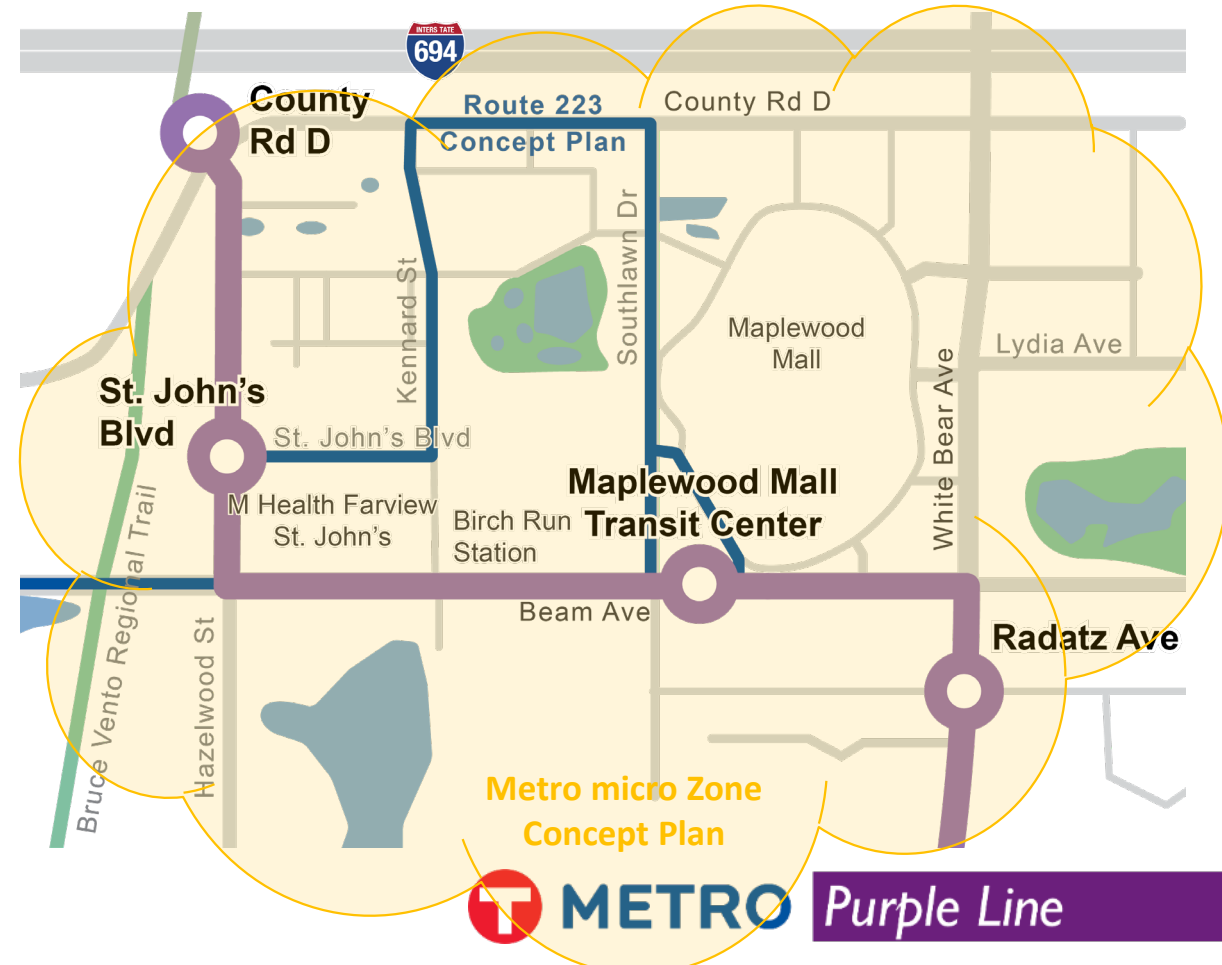 INTERSTATE
694
County
Rd D
Route 223
Concept Plan
County Rd D
Southlawn Dr
Kennard St
Maplewood
Mall
Lydia Ave
White Bear Ave
St. John's
Blvd
St. John's Blvd
M Health Farview
St. John's
Birch Run
Station
Maplewood Mall
Transit Center
Bruce Vento Regional Trail
Beam Ave
Hazelwood St
Radatz Ave
Metro micro Zone
Concept Plan
T METRO
Purple Line